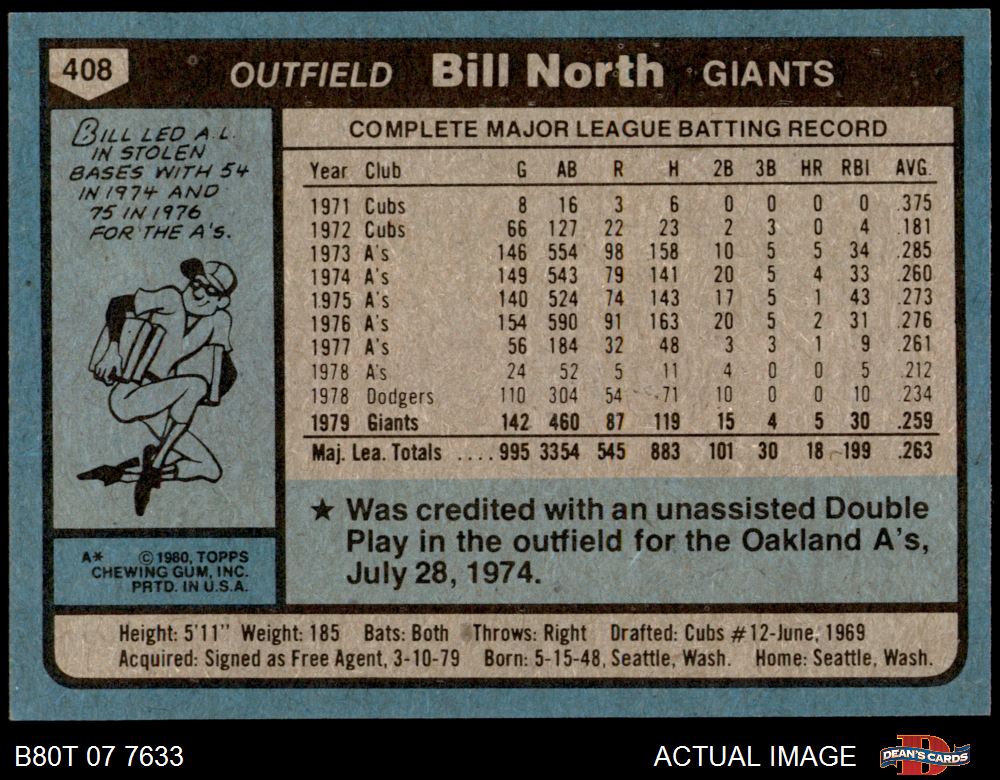 408 OUTFIELD Bill North GIANTS
BILL LED A.L.
IN STOLEN
BASES WITH 54
IN 1974 AND
75 IN 1976
FOR THE A's.
COMPLETE MAJOR LEAGUE BATTING RECORD
Year Club G AB R H 2B 3B HR RBI AVG.
1971 Cubs 8 16 3 6 0 0 0 0 .375
1972 Cubs 66 127 22 23 2 3 0 4 .181
1973 A's 146 554 98 158 10 5 5 34 .285
1974 A's 149 543 79 141 20 5 4 33 .260
1975 A's 140 524 74 143 17 5 1 43 .273
1976 A's 154 590 91 163 20 5 2 31 .276
1977 A's 56 184 32 48 3 3 1 9 .261
1978 A's 24 52 5 11 4 0 0 5 .212
1978 Dodgers 110 304 54 71 10 0 0 10 .234
1979 Giants 142 460 87 119 15 4 5 30 .259
Maj. Lea. Totals .... 995 3354 545 883 101 30 18 199 .263
★ Was credited with an unassisted Double
Play in the outfield for the Oakland A's,
July 28, 1974.
A* © 1980, TOPPS
CHEWING GUM, INC.
PRTD. IN U.S.A.
Height: 5'11" Weight: 185 Bats: Both Throws: Right Drafted: Cubs #12-June, 1969
Acquired: Signed as Free Agent, 3-10-79 Born: 5-15-48, Seattle, Wash. Home: Seattle, Wash.
B80T 07 7633 ACTUAL IMAGE DEAN'S CARDS